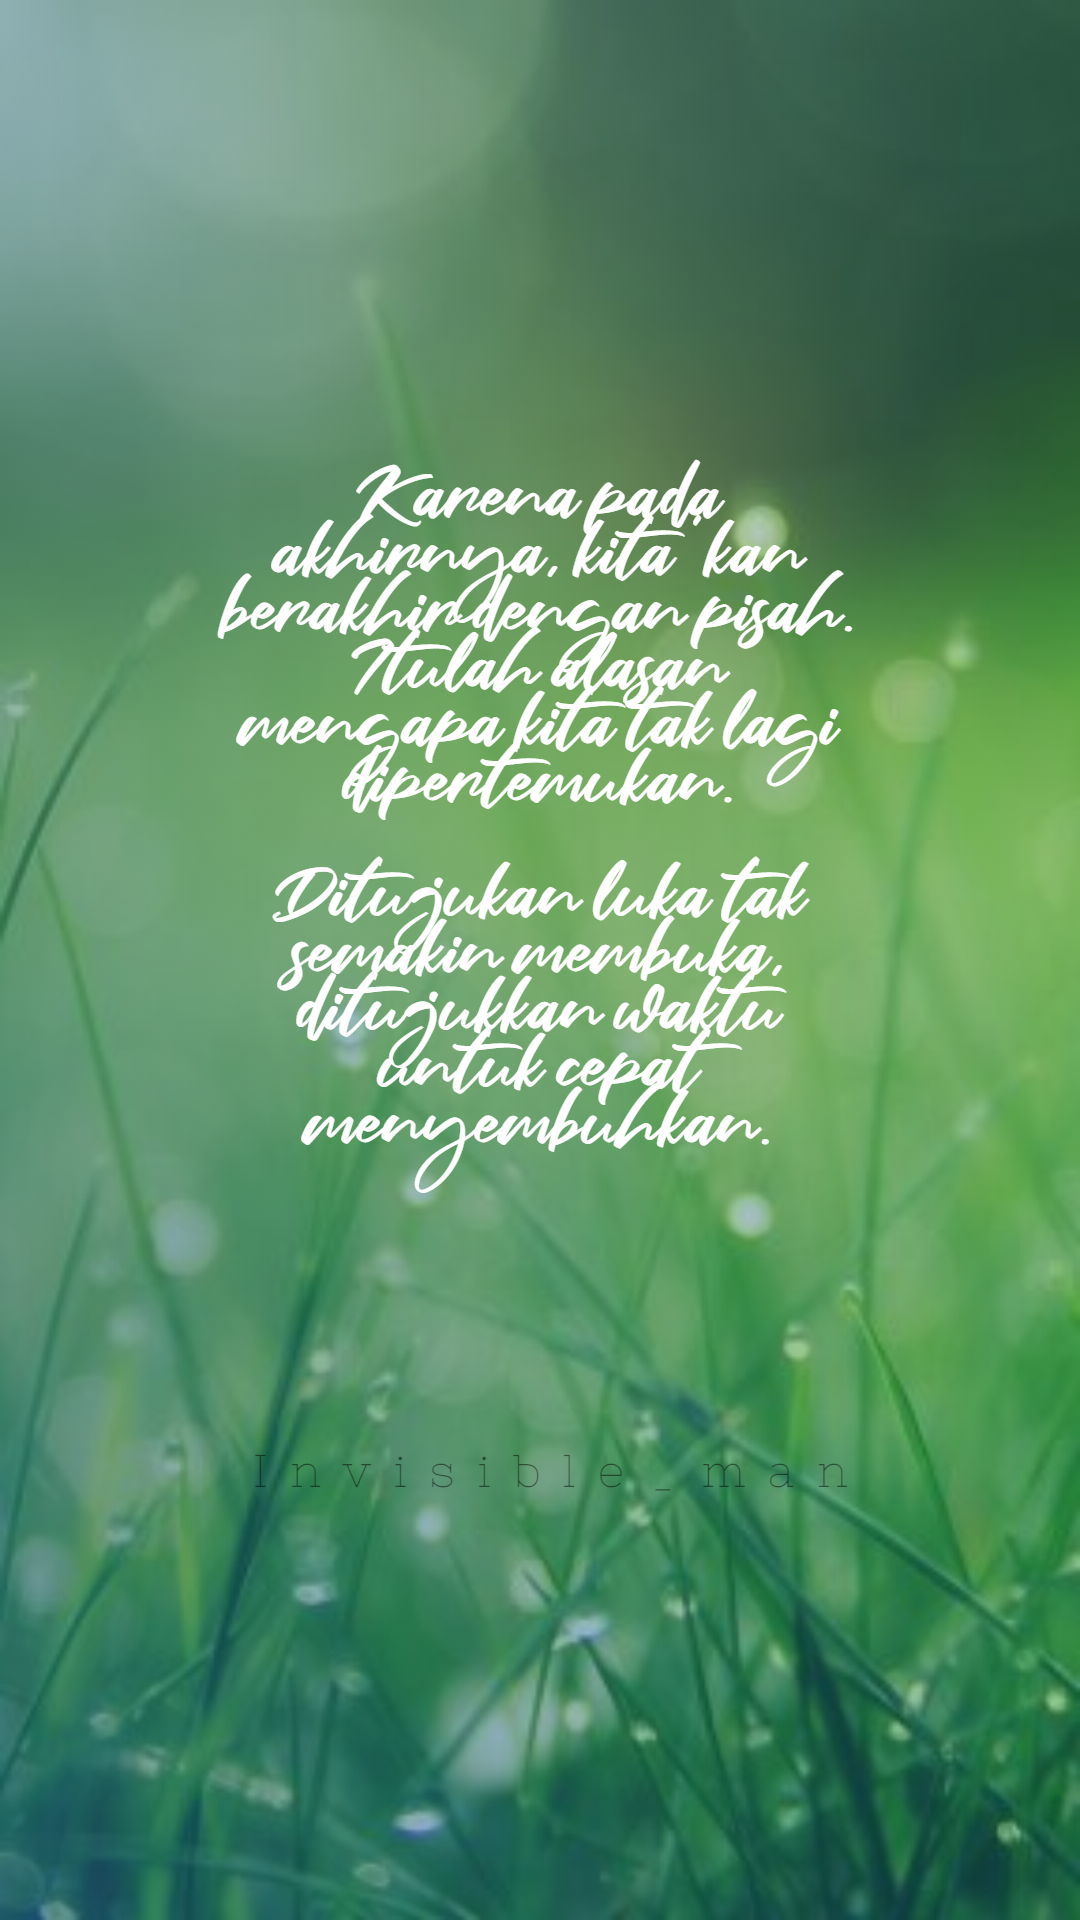 Karena pada
akhirnya, kita 'kan
berakhir dengan pisah.
Itulah alasan
mengapa kita tak lagi
dipertemukan.
Ditujukan luka tak
semakin membuka,
ditujukkan waktu
untuk cepat
menyembuhkan.
Invisible_man